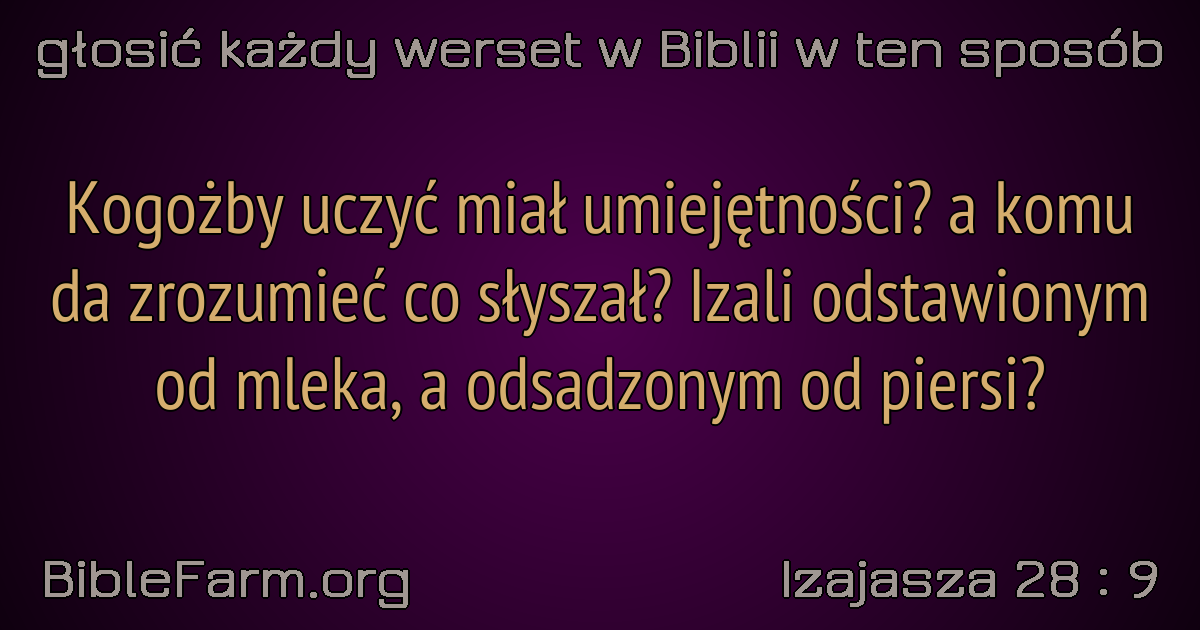 głosić każdy werset w Biblii w ten sposób
Kogożby uczyć miał umiejętności? a komu
da zrozumieć co słyszał? Izali odstawionym
od mleka, a odsadzonym od piersi?
BibleFarm.org
Izajasza 28 : 9